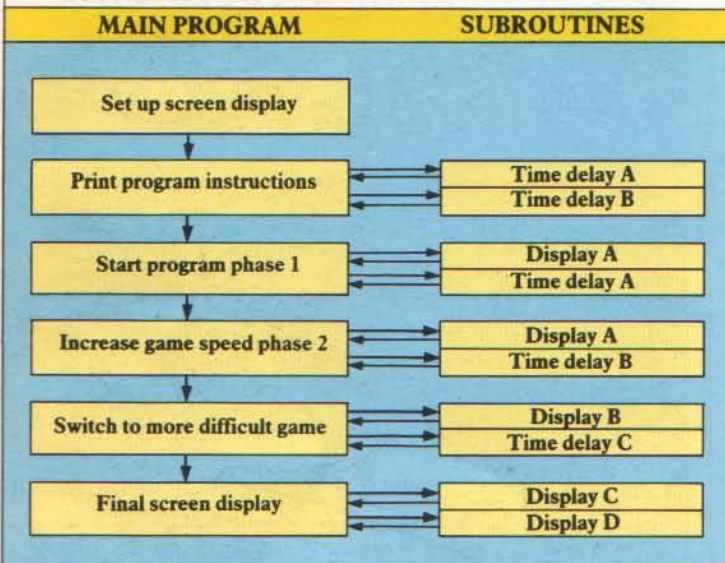 MAIN PROGRAM
SUBROUTINES
Set up screen display
Print program instructions
Time delay A
Time delay B
Start program phase 1
Display A
Time delay A
Increase game speed phase 2
Display A
Time delay B
Switch to more difficult game
Display B
Time delay C
Final screen display
Display C
Display D